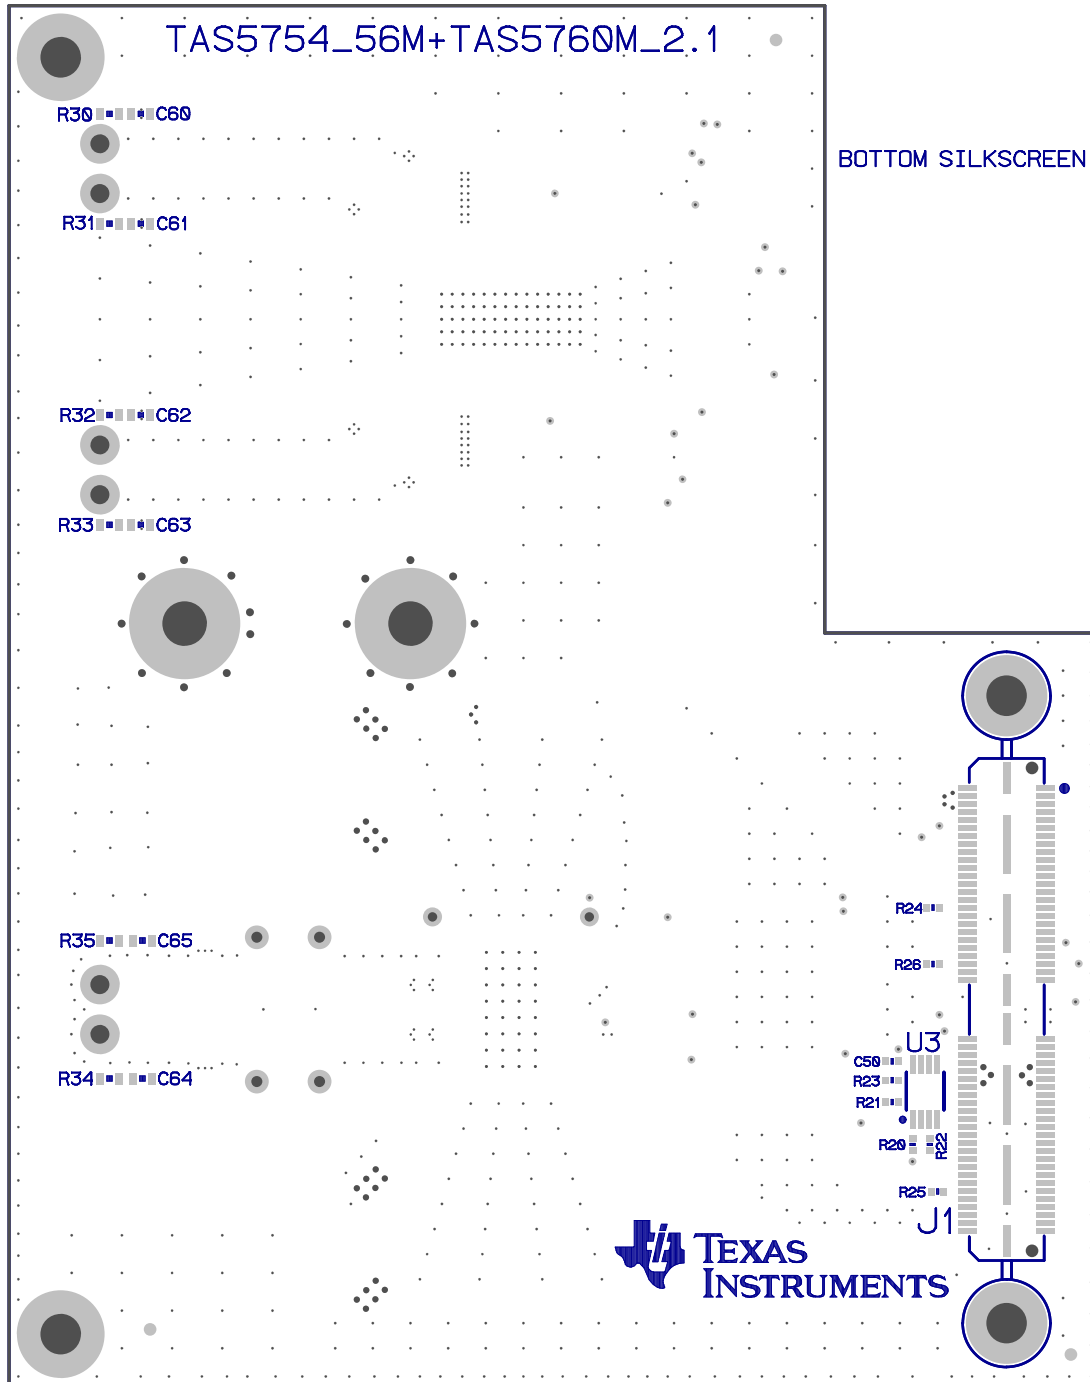 TAS5754_56M+TAS5760M_2.1
R30 C60
BOTTOM SILKSCREEN
R31 C61
R32 C62
R33 C63
R24
R35 C65
R26
U3
C50
R34 C64
R23
R21
R20 R22
R25
J1
TEXAS
INSTRUMENTS